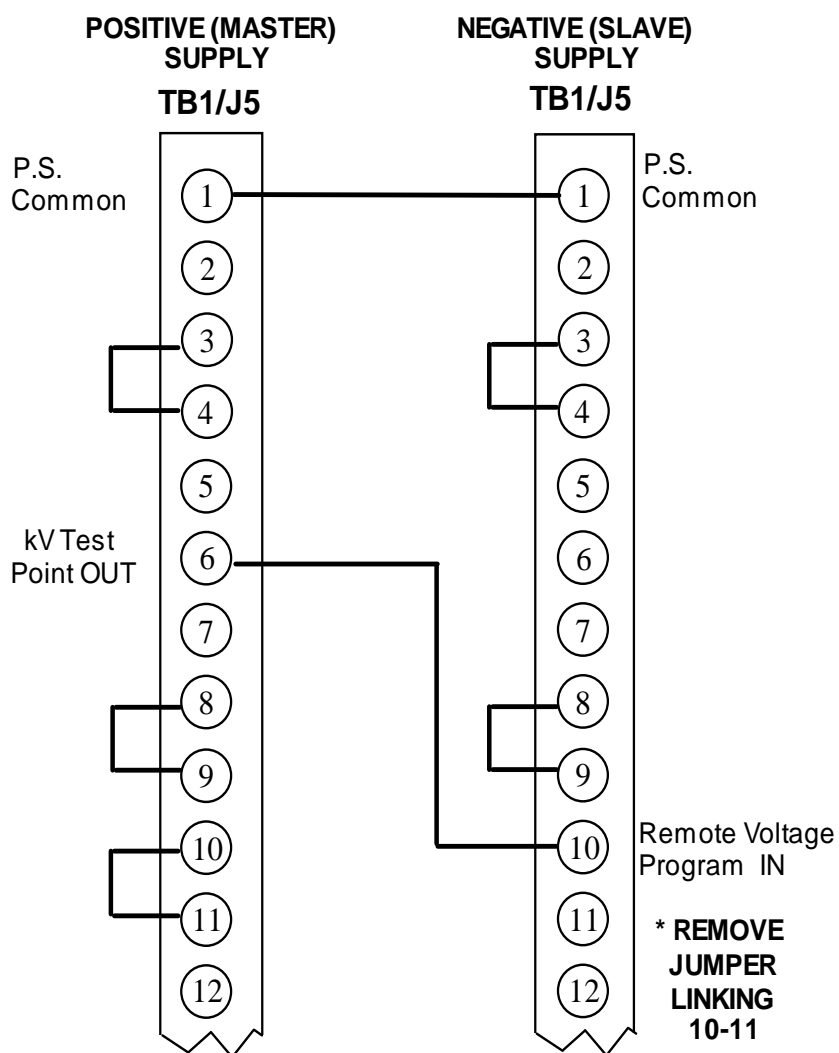 POSITIVE (MASTER)
SUPPLY
TB1/J5
NEGATIVE (SLAVE)
SUPPLY
TB1/J5
P.S.
Common
1
2
3
4
5
kV Test
Point OUT
6
7
8
9
10
11
12
P.S.
Common
1
2
3
4
5
6
7
8
9
10
Remote Voltage
Program IN
11
* REMOVE
JUMPER
LINKING
10-11
12